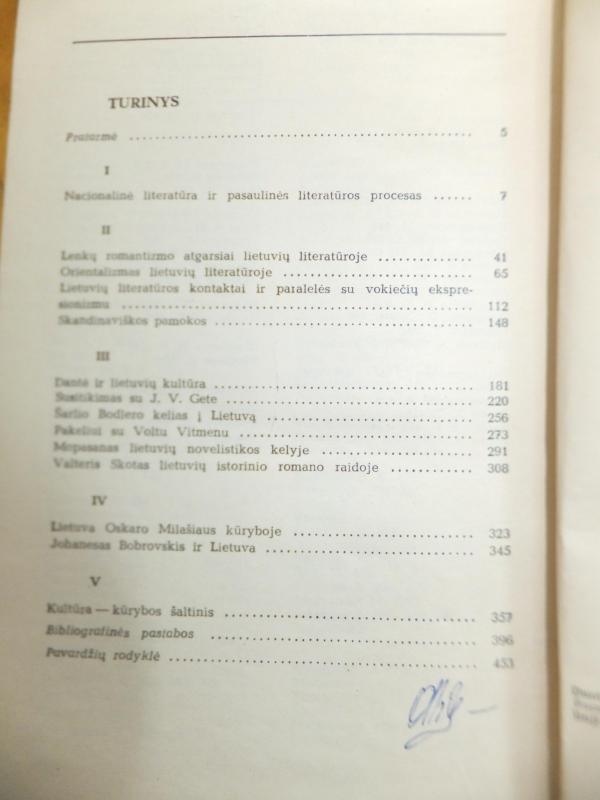 TURINYS
Pratarmė ........ 5
I
Nacionalinė literatūra ir pasaulinės literatūros procesas ...... 7
II
Lenkų romantizmo atgarsiai lietuvių literatūroje ........ 41
Orientalizmas lietuvių literatūroje ........ 65
Lietuvių literatūros kontaktai ir paralelės su vokiečių ekspre-
sionizmu ........ 112
Skandinaviškos pamokos ........ 148
III
Dantė ir lietuvių kultūra ........ 181
Susitikimas su J. V. Gete ........ 220
Šarlio Bodlero kelias į Lietuvą ........ 256
Pakeliui su Voltu Vitmenu ........ 273
Mopasanas lietuvių novelistikos kelyje ........ 291
Valteris Skotas lietuvių istorinio romano raidoje ........ 308
IV
Lietuva Oskaro Milašiaus kūryboje ........ 323
Johanesas Bobrovskis ir Lietuva ........ 345
V
Kultūra — kūrybos šaltinis ........ 357
Bibliografinės pastabos ........ 396
Pavardžių rodyklė ........ 453